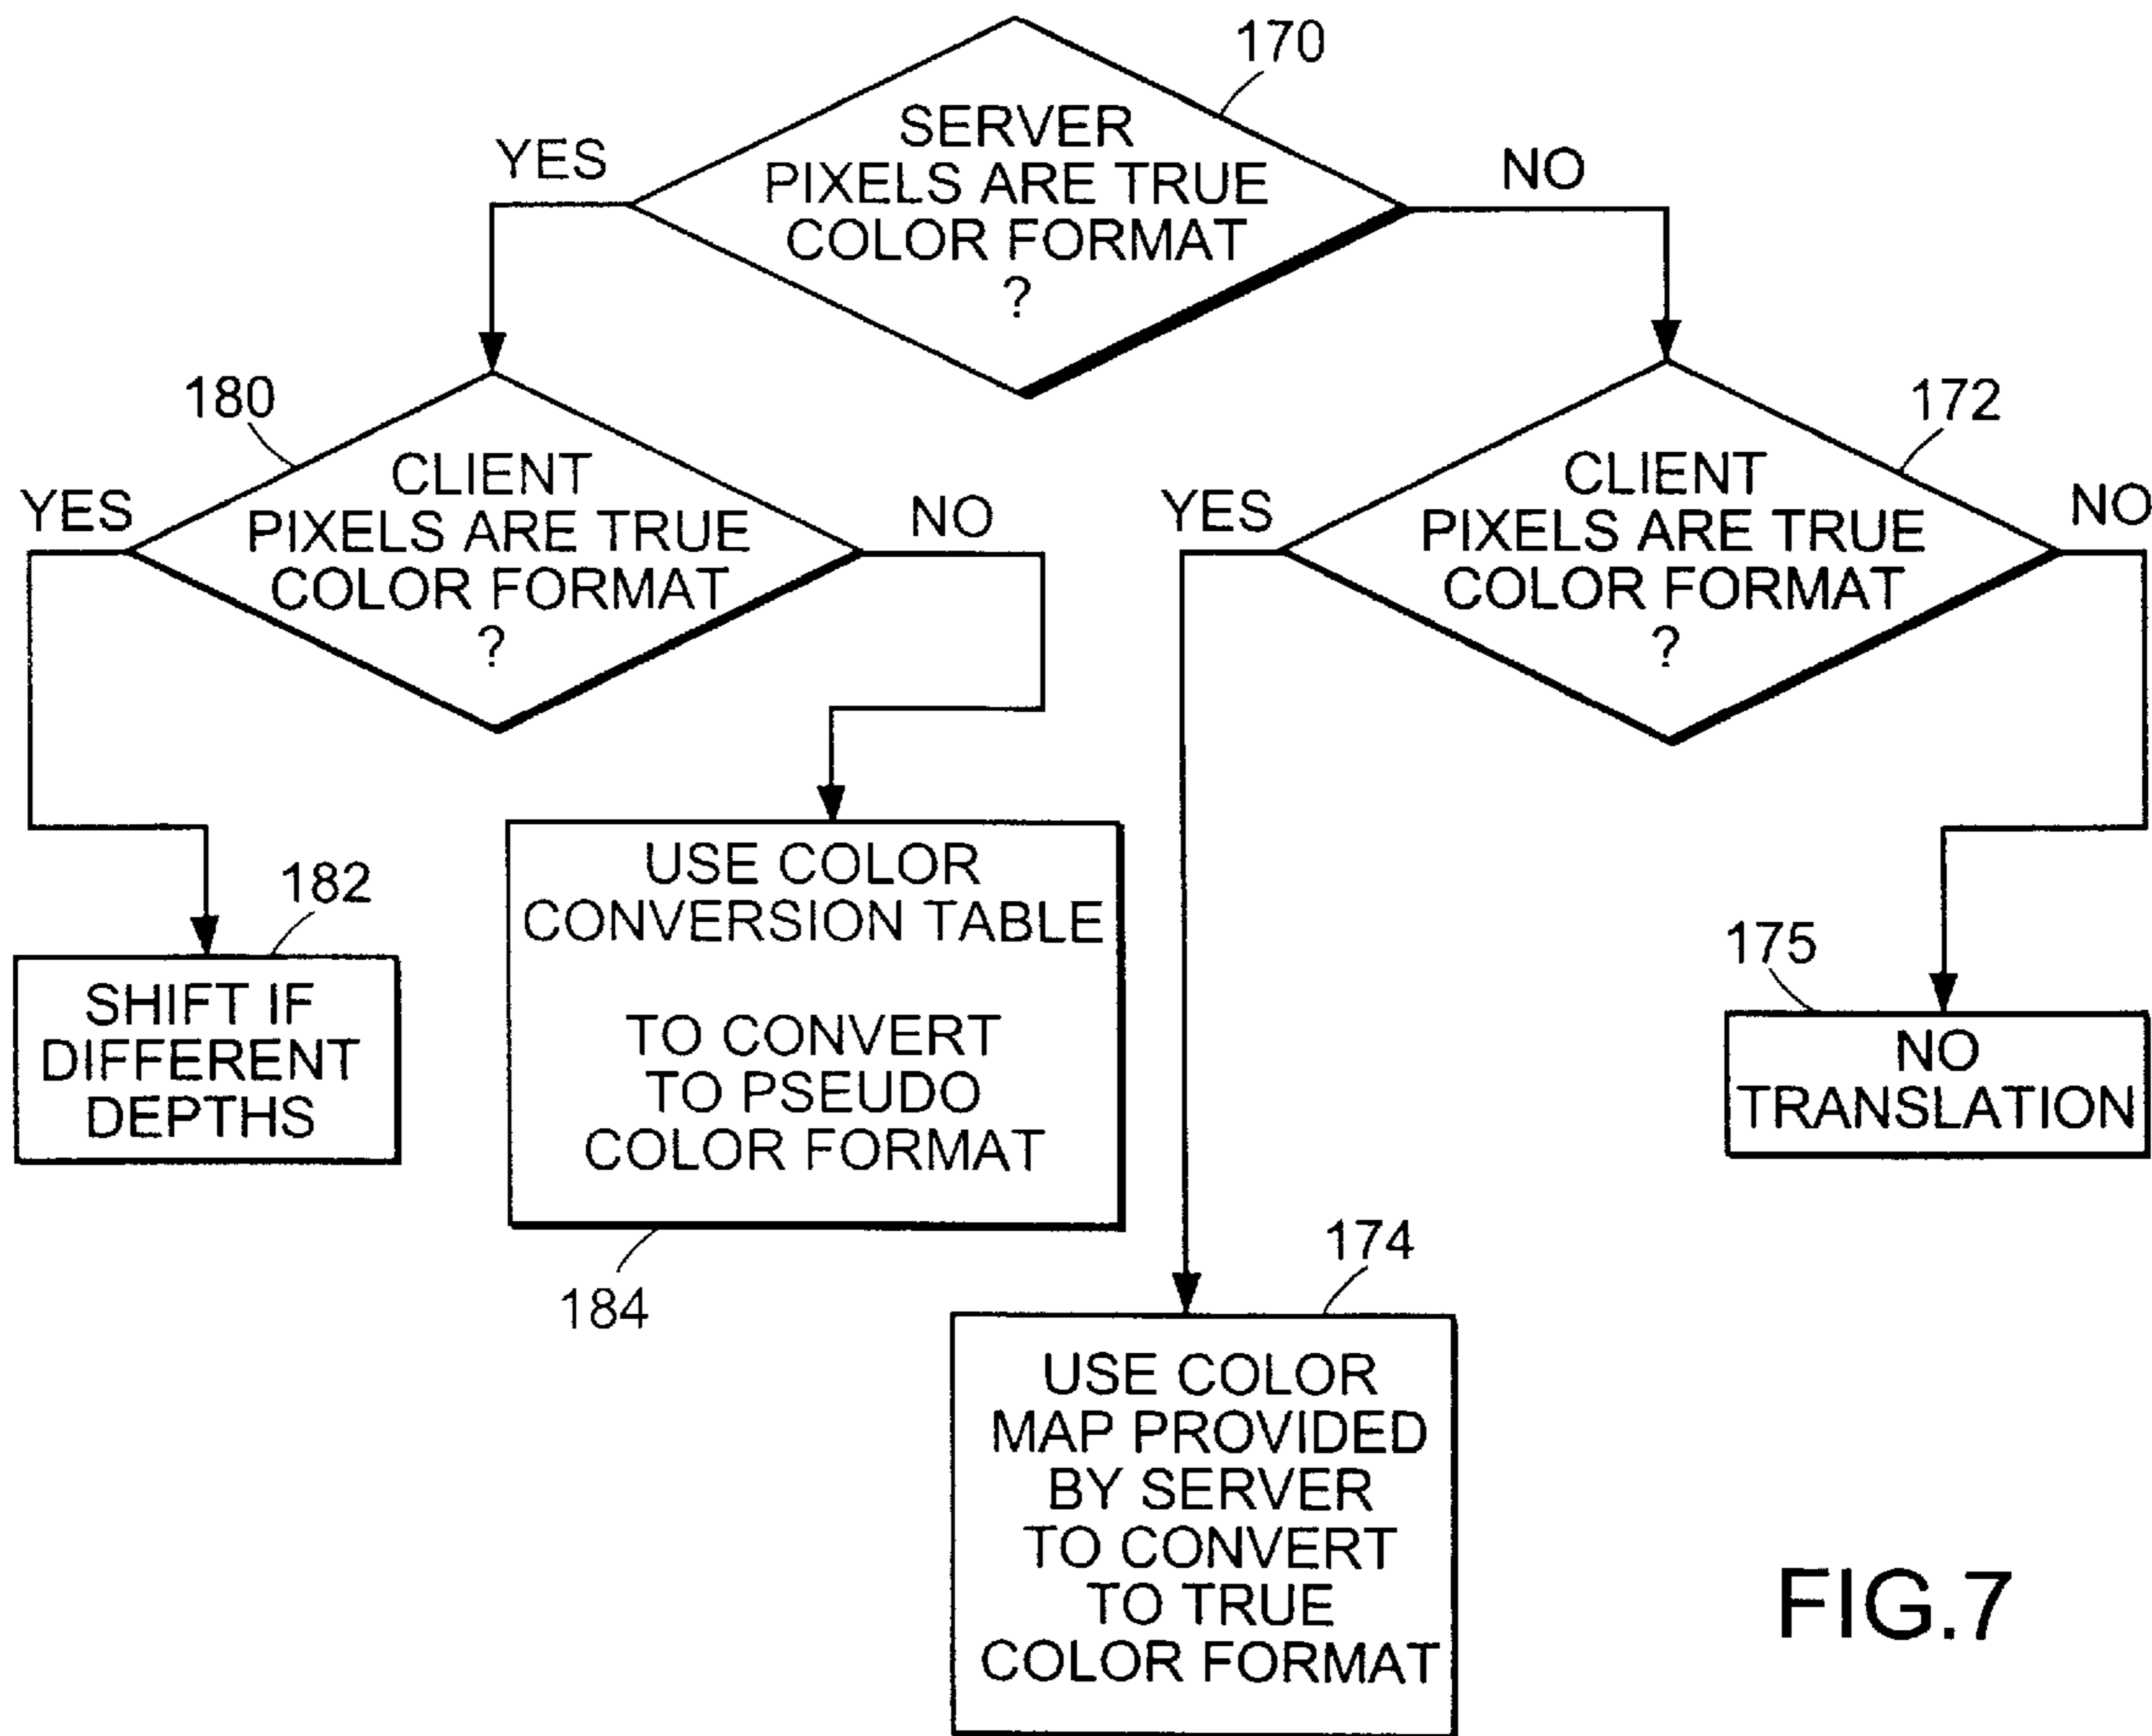 170
SERVER
PIXELS ARE TRUE
COLOR FORMAT
?
YES
NO
180
CLIENT
PIXELS ARE TRUE
COLOR FORMAT
?
YES
NO
172
CLIENT
PIXELS ARE TRUE
COLOR FORMAT
?
YES
NO
182
SHIFT IF
DIFFERENT
DEPTHS
USE COLOR
CONVERSION TABLE
TO CONVERT
TO PSEUDO
COLOR FORMAT
184
175
NO
TRANSLATION
174
USE COLOR
MAP PROVIDED
BY SERVER
TO CONVERT
TO TRUE
COLOR FORMAT
FIG.7